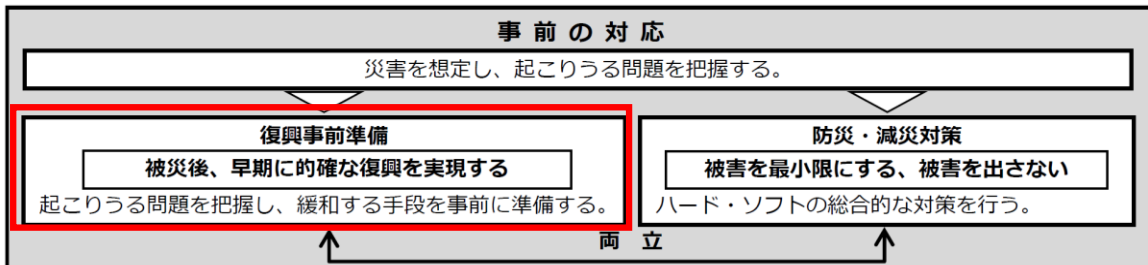 事前の対応
災害を想定し、起こりうる問題を把握する。
復興事前準備
被災後、早期に的確な復興を実現する
起こりうる問題を把握し、緩和する手段を事前に準備する。
防災・減災対策
被害を最小限にする、被害を出さない
ハード・ソフトの総合的な対策を行う。
両立